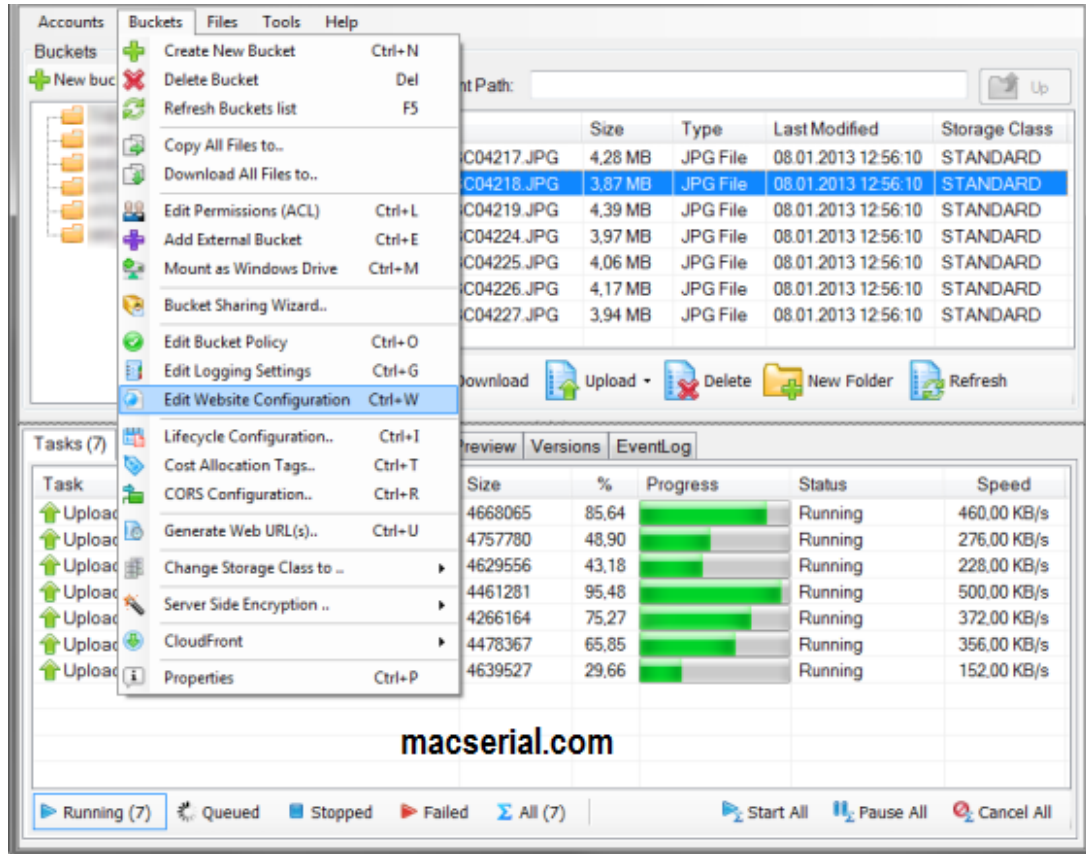 Accounts Buckets Files Tools Help
Buckets
New buc
Create New Bucket Ctrl+N
Delete Bucket Del
Refresh Buckets list F5
Copy All Files to..
Download All Files to..
Edit Permissions (ACL) Ctrl+L
Add External Bucket Ctrl+E
Mount as Windows Drive Ctrl+M
Bucket Sharing Wizard..
Edit Bucket Policy Ctrl+O
Edit Logging Settings Ctrl+G
Edit Website Configuration Ctrl+W
Lifecycle Configuration.. Ctrl+I
Cost Allocation Tags.. Ctrl+T
CORS Configuration.. Ctrl+R
Generate Web URL(s).. Ctrl+U
Change Storage Class to ..
Server Side Encryption ..
CloudFront
Properties Ctrl+P
nt Path: Up
Size Type Last Modified Storage Class
C04217.JPG 4,28 MB JPG File 08.01.2013 12:56:10 STANDARD
C04218.JPG 3,87 MB JPG File 08.01.2013 12:56:10 STANDARD
C04219.JPG 4,39 MB JPG File 08.01.2013 12:56:10 STANDARD
C04224.JPG 3,97 MB JPG File 08.01.2013 12:56:10 STANDARD
C04225.JPG 4,06 MB JPG File 08.01.2013 12:56:10 STANDARD
C04226.JPG 4,17 MB JPG File 08.01.2013 12:56:10 STANDARD
C04227.JPG 3,94 MB JPG File 08.01.2013 12:56:10 STANDARD
Download Upload Delete New Folder Refresh
Tasks (7) Preview Versions EventLog
Task Size % Progress Status Speed
Upload 4668065 85,64 Running 460,00 KB/s
Upload 4757780 48,90 Running 276,00 KB/s
Upload 4629556 43,18 Running 228,00 KB/s
Upload 4461281 95,48 Running 500,00 KB/s
Upload 4266164 75,27 Running 372,00 KB/s
Upload 4478367 65,85 Running 356,00 KB/s
Upload 4639527 29,66 Running 152,00 KB/s
macserial.com
Running (7) Queued Stopped Failed All (7) Start All Pause All Cancel All